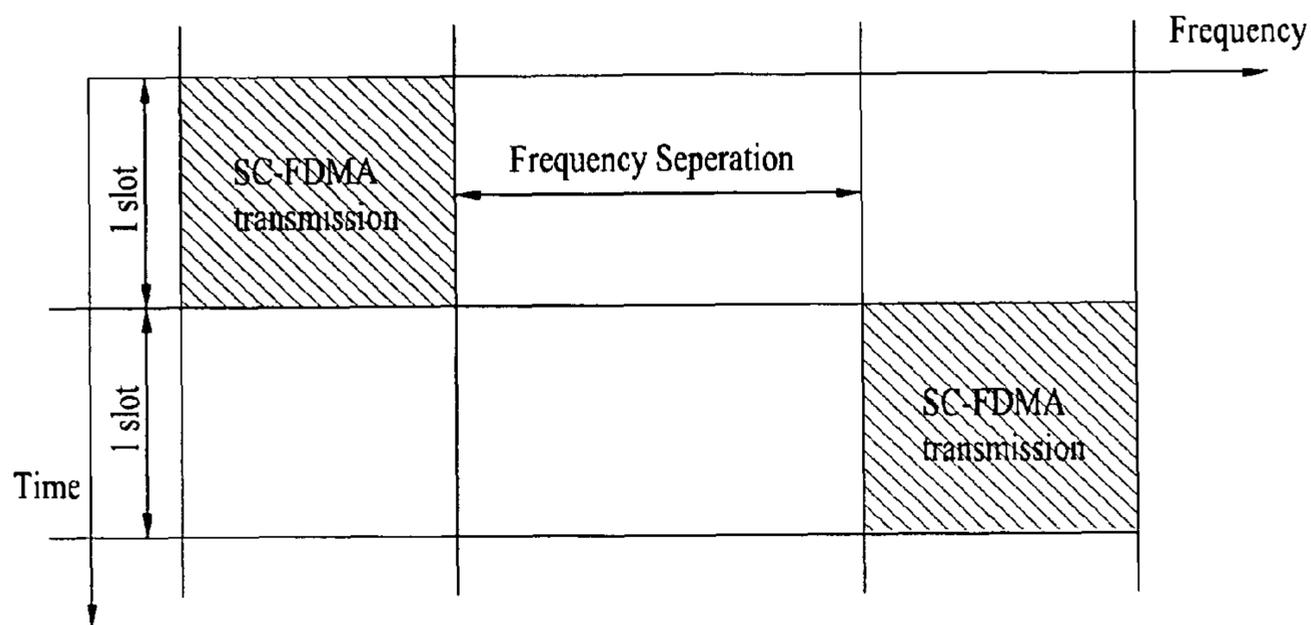 Frequency
1 slot
SC-FDMA
transmission
Frequency Seperation
1 slot
SC-FDMA
transmission
Time